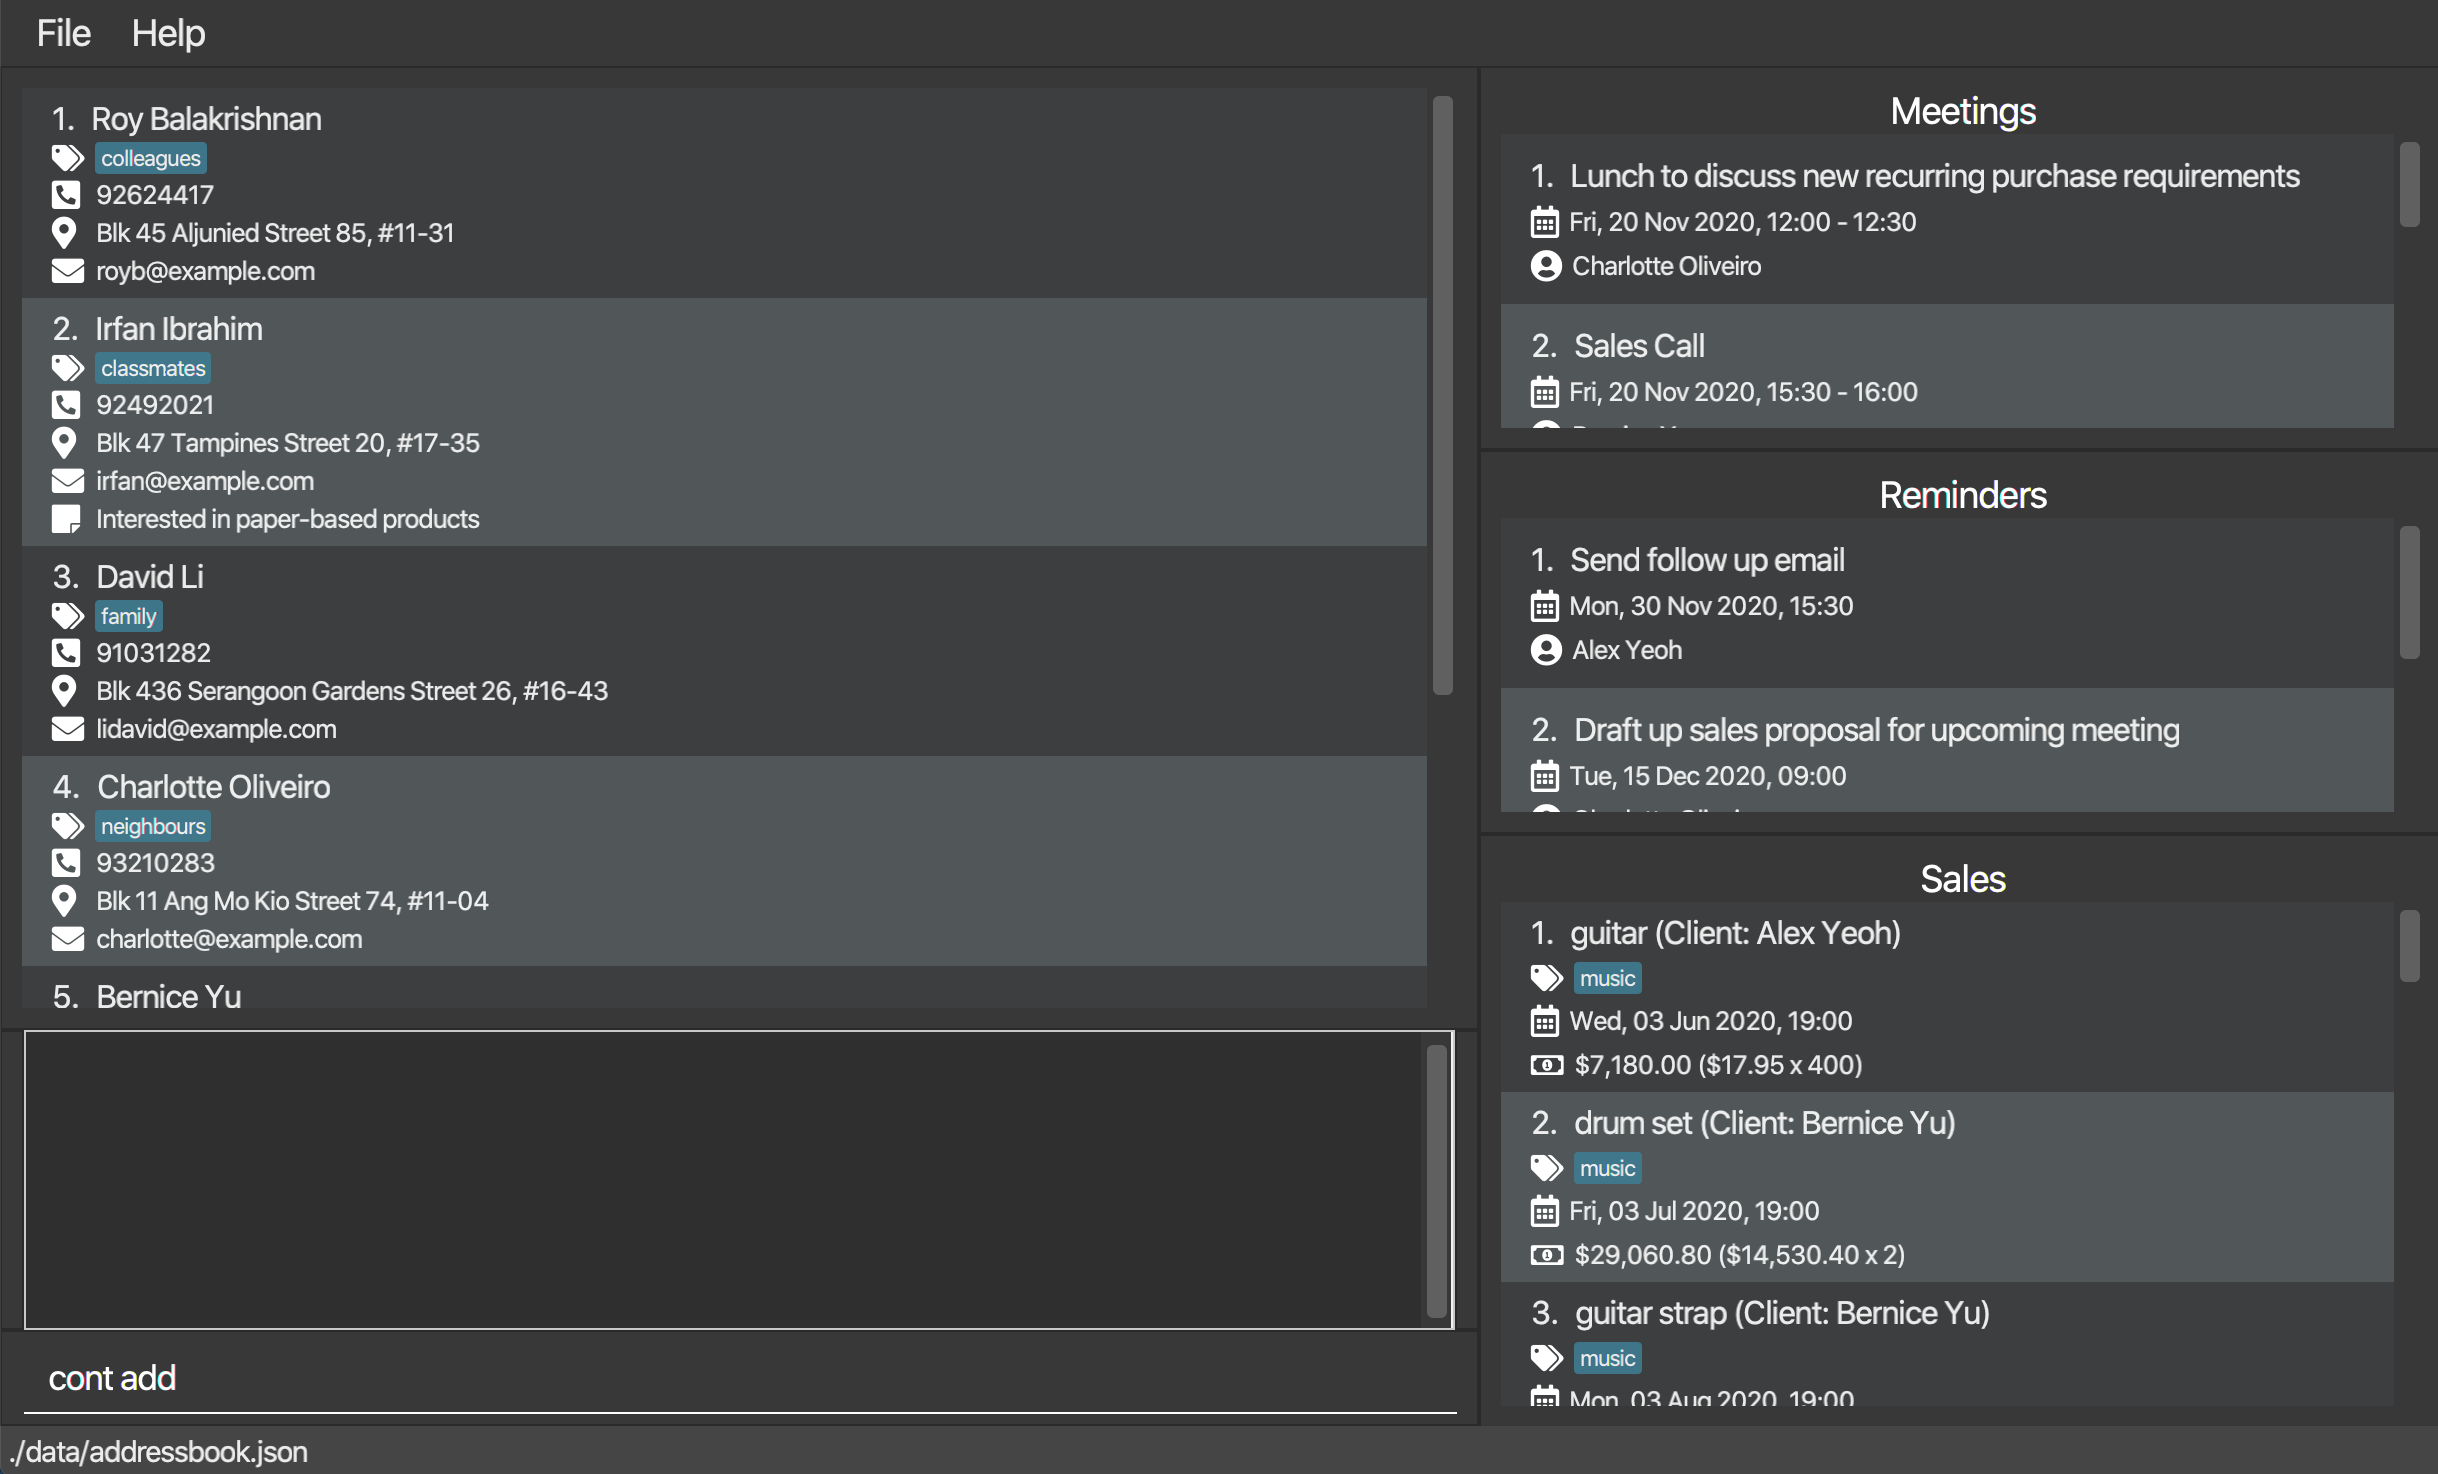 File Help
1. Roy Balakrishnan
colleagues
92624417
Blk 45 Aljunied Street 85, #11-31
royb@example.com
2. Irfan Ibrahim
classmates
92492021
Blk 47 Tampines Street 20, #17-35
irfan@example.com
Interested in paper-based products
3. David Li
family
91031282
Blk 436 Serangoon Gardens Street 26, #16-43
lidavid@example.com
4. Charlotte Oliveiro
neighbours
93210283
Blk 11 Ang Mo Kio Street 74, #11-04
charlotte@example.com
5. Bernice Yu
cont add
./data/addressbook.json
Meetings
1. Lunch to discuss new recurring purchase requirements
Fri, 20 Nov 2020, 12:00 - 12:30
Charlotte Oliveiro
2. Sales Call
Fri, 20 Nov 2020, 15:30 - 16:00
Reminders
1. Send follow up email
Mon, 30 Nov 2020, 15:30
Alex Yeoh
2. Draft up sales proposal for upcoming meeting
Tue, 15 Dec 2020, 09:00
Sales
1. guitar (Client: Alex Yeoh)
music
Wed, 03 Jun 2020, 19:00
$7,180.00 ($17.95 x 400)
2. drum set (Client: Bernice Yu)
music
Fri, 03 Jul 2020, 19:00
$29,060.80 ($14,530.40 x 2)
3. guitar strap (Client: Bernice Yu)
music
Mon, 03 Aug 2020, 19:00